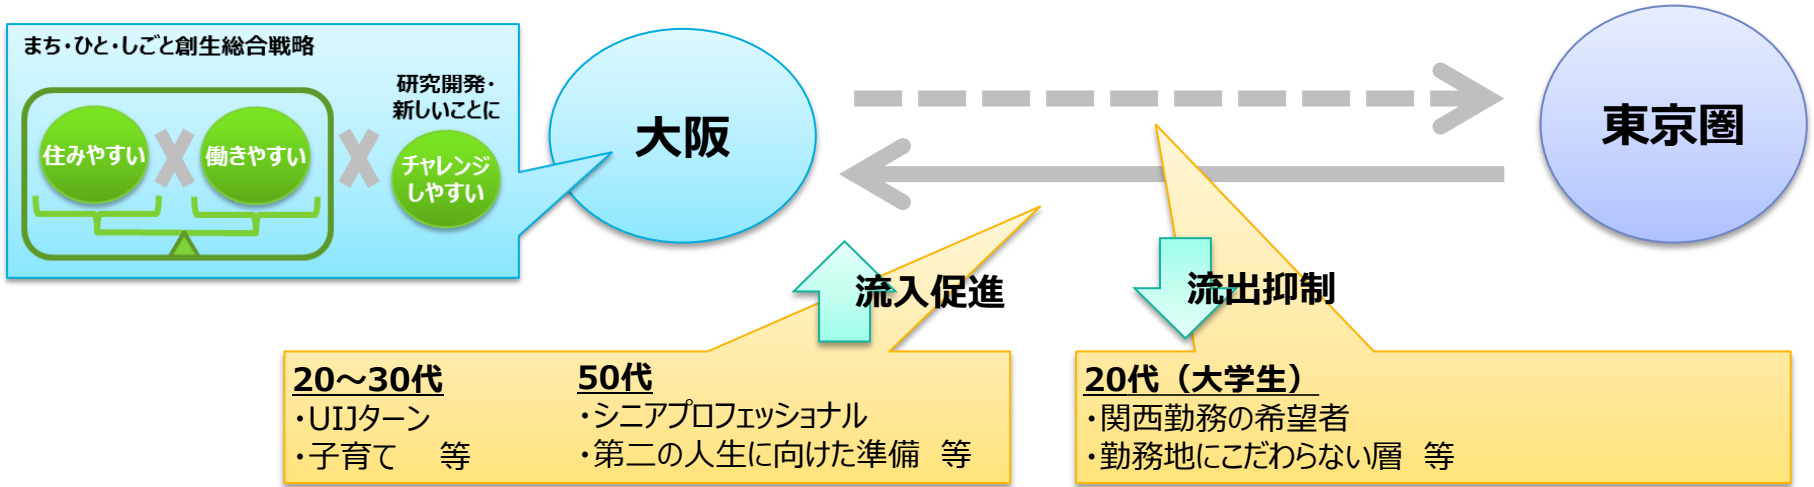 まち・ひと・しごと創生総合戦略
研究開発・
新しいことに
住みやすい
働きやすい
チャレンジ
しやすい
大阪
東京圏
流入促進
流出抑制
20～30代
・UIJターン
・子育て 等
50代
・シニアプロフェッショナル
・第二の人生に向けた準備 等
20代（大学生）
・関西勤務の希望者
・勤務地にこだわらない層 等